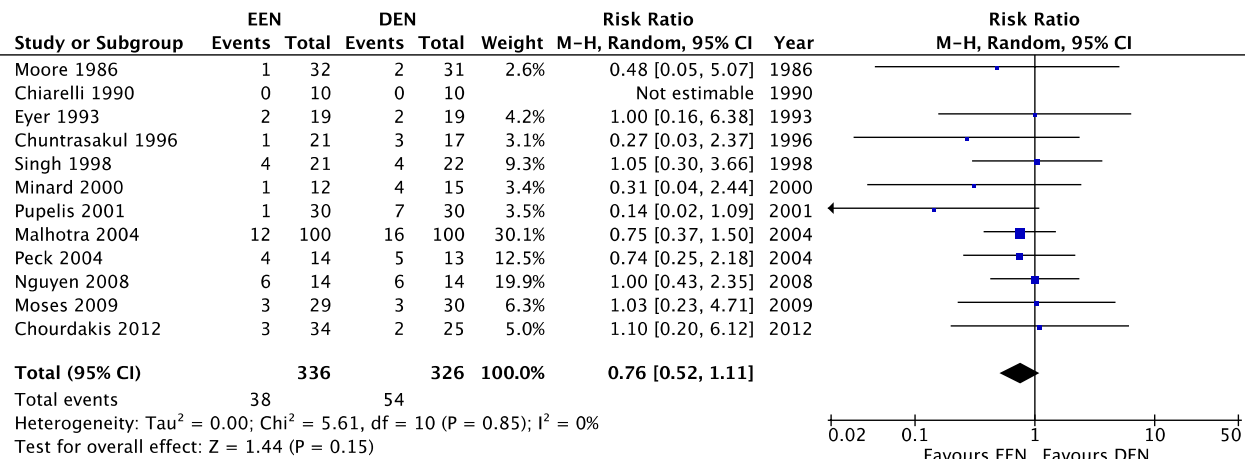 EEN DEN Risk Ratio Risk Ratio
Study or Subgroup Events Total Events Total Weight M-H, Random, 95% CI Year M-H, Random, 95% CI
Moore 1986 1 32 2 31 2.6% 0.48 [0.05, 5.07] 1986
Chiarelli 1990 0 10 0 10 Not estimable 1990
Eyer 1993 2 19 2 19 4.2% 1.00 [0.16, 6.38] 1993
Chuntrasakul 1996 1 21 3 17 3.1% 0.27 [0.03, 2.37] 1996
Singh 1998 4 21 4 22 9.3% 1.05 [0.30, 3.66] 1998
Minard 2000 1 12 4 15 3.4% 0.31 [0.04, 2.44] 2000
Pupelis 2001 1 30 7 30 3.5% 0.14 [0.02, 1.09] 2001
Malhotra 2004 12 100 16 100 30.1% 0.75 [0.37, 1.50] 2004
Peck 2004 4 14 5 13 12.5% 0.74 [0.25, 2.18] 2004
Nguyen 2008 6 14 6 14 19.9% 1.00 [0.43, 2.35] 2008
Moses 2009 3 29 3 30 6.3% 1.03 [0.23, 4.71] 2009
Chourdakis 2012 3 34 2 25 5.0% 1.10 [0.20, 6.12] 2012
Total (95% CI) 336 326 100.0% 0.76 [0.52, 1.11]
Total events 38 54
Heterogeneity: Tau² = 0.00; Chi² = 5.61, df = 10 (P = 0.85); I² = 0%
Test for overall effect: Z = 1.44 (P = 0.15)
0.02 0.1 1 10 50
Favours EEN Favours DEN